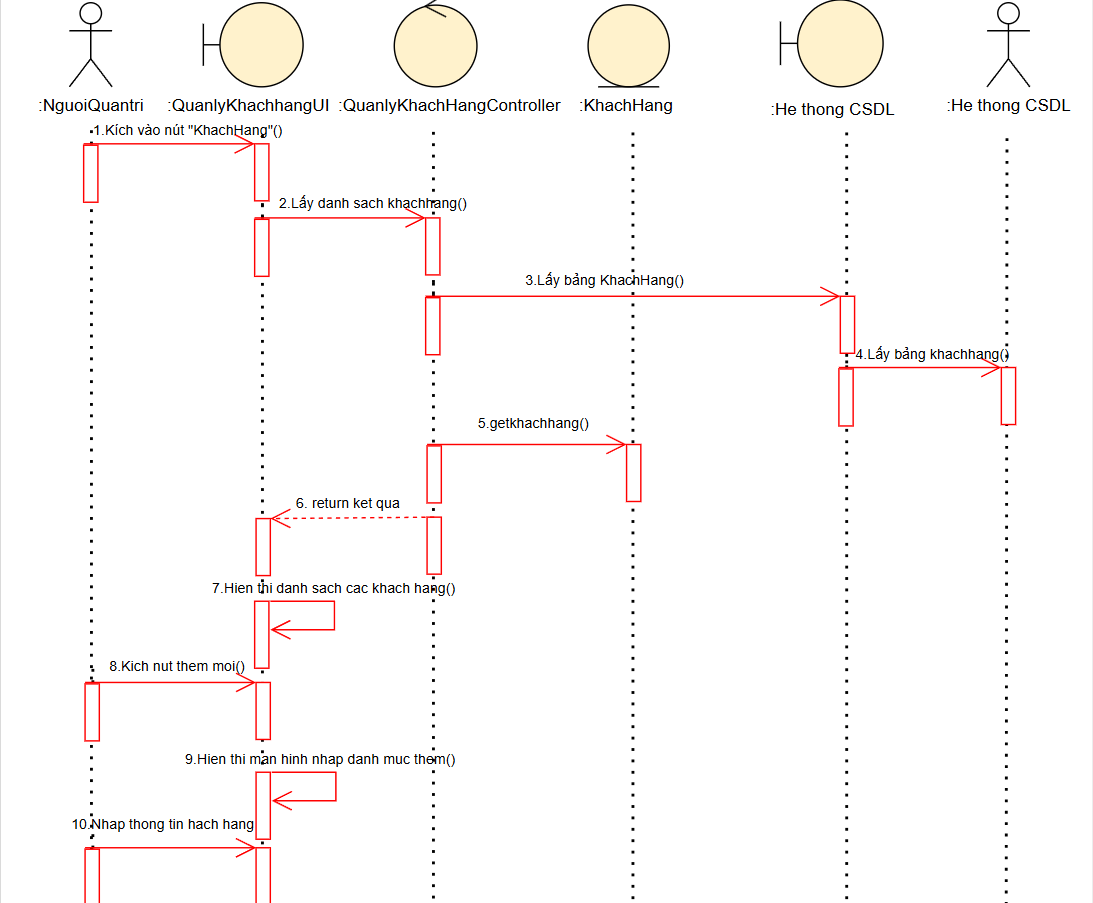 :NguoiQuantri :QuanlyKhachhangUI :QuanlyKhachHangController :KhachHang :He thong CSDL :He thong CSDL
1.Kích vào nút "KhachHang"()
2.Lấy danh sach khachhang()
3.Lấy bảng KhachHang()
4.Lấy bảng khachhang()
5.getkhachhang()
6. return ket qua
7.Hien thi danh sach cac khach hang()
8.Kich nut them moi()
9.Hien thi man hinh nhap danh muc them()
10.Nhap thong tin hach hang